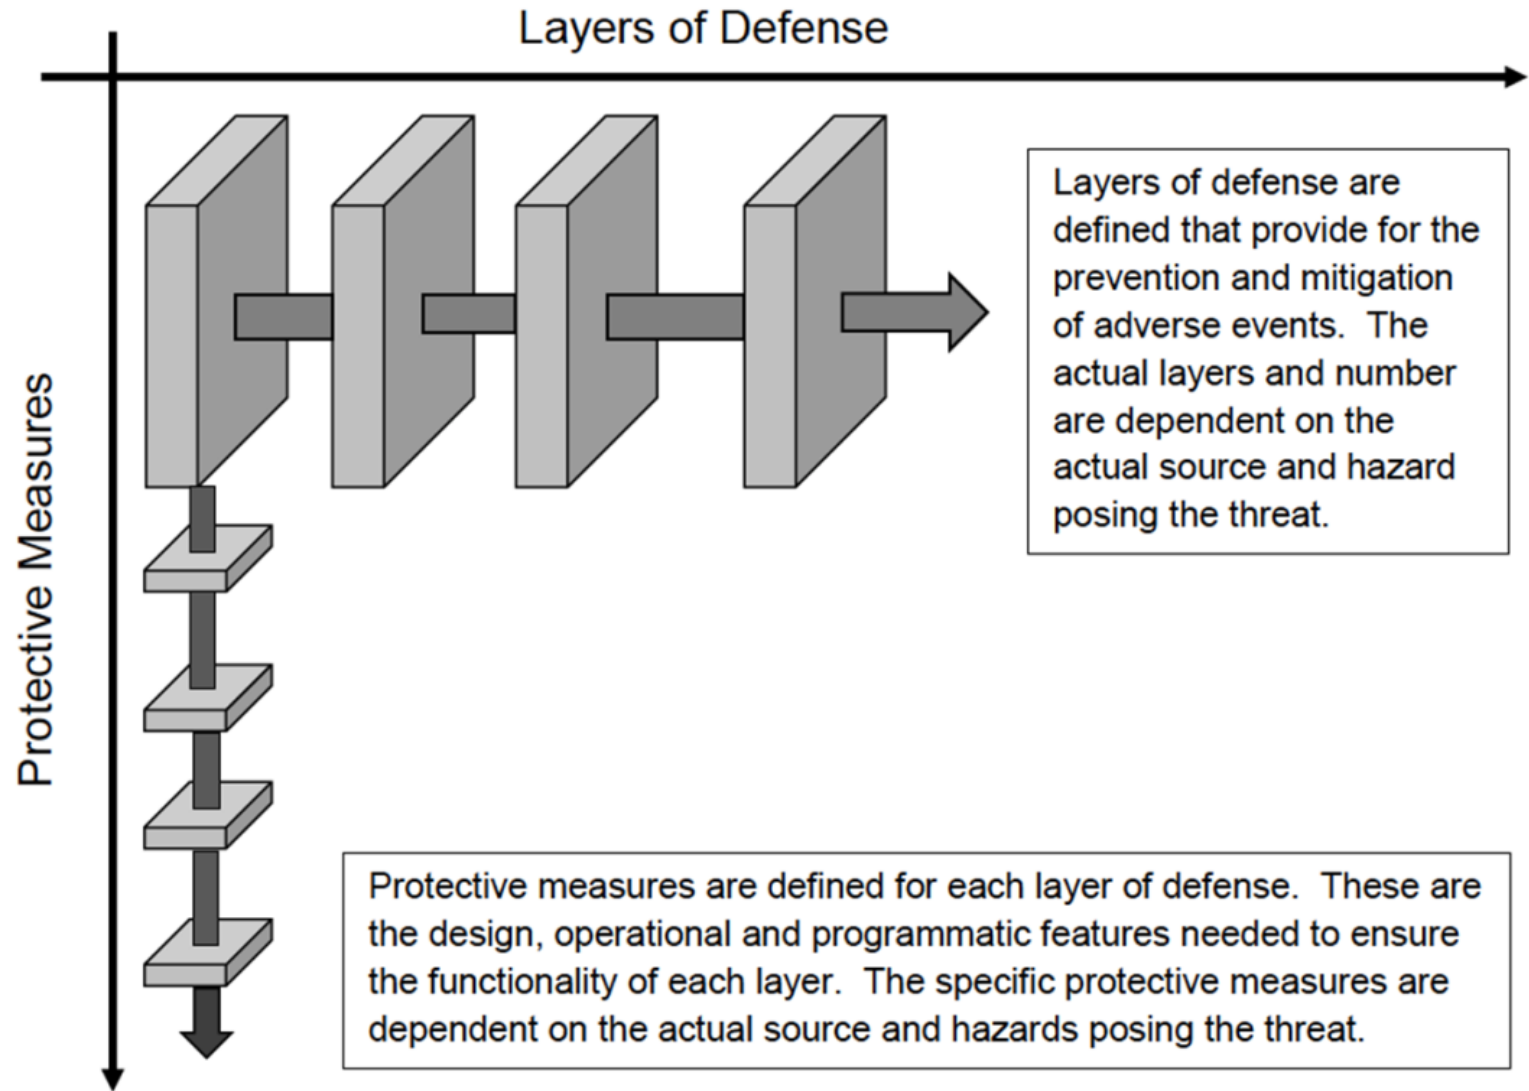 Layers of Defense
Layers of defense are
defined that provide for the
prevention and mitigation
of adverse events.  The
actual layers and number
are dependent on the
actual source and hazard
posing the threat.
Protective Measures
Protective measures are defined for each layer of defense.  These are
the design, operational and programmatic features needed to ensure
the functionality of each layer.  The specific protective measures are
dependent on the actual source and hazards posing the threat.